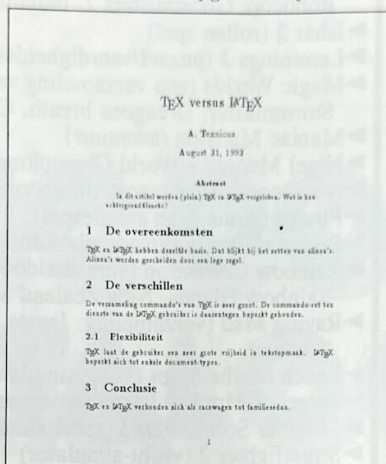 TEX versus LATEX
A. Texnicus
August 31, 1993
Abstract
In dit artikel worden (plain) TEX en LATEX vergeleken. Wat is hun
achtergrondfilosofie?
1 De overeenkomsten
TEX en LATEX hebben dezelfde basis. Dat blijkt bij het zetten van alinea's.
Alinea's worden gescheiden door een lege regel.
2 De verschillen
De verzameling commando's van TEX is zeer groot. De commando-set ten
dienste van de LATEX gebruiker is daarentegen beperkt gehouden.
2.1 Flexibiliteit
TEX laat de gebruiker een zeer grote vrijheid in tekstopmaak. LATEX
beperkt zich tot enkele document-typen.
3 Conclusie
TEX en LATEX verhouden zich als racewagen tot familiesedan.
1